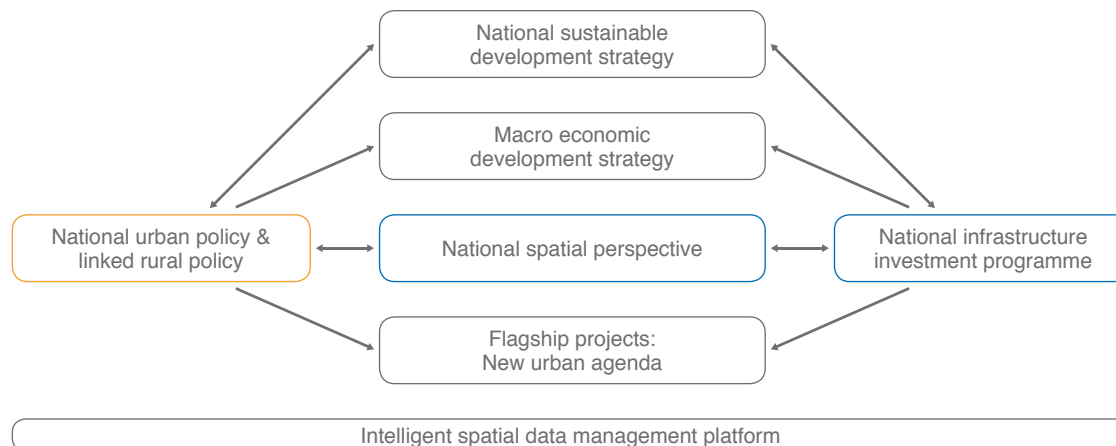 National sustainable
development strategy
Macro economic
development strategy
National urban policy &
linked rural policy
National spatial perspective
National infrastructure
investment programme
Flagship projects:
New urban agenda
Intelligent spatial data management platform